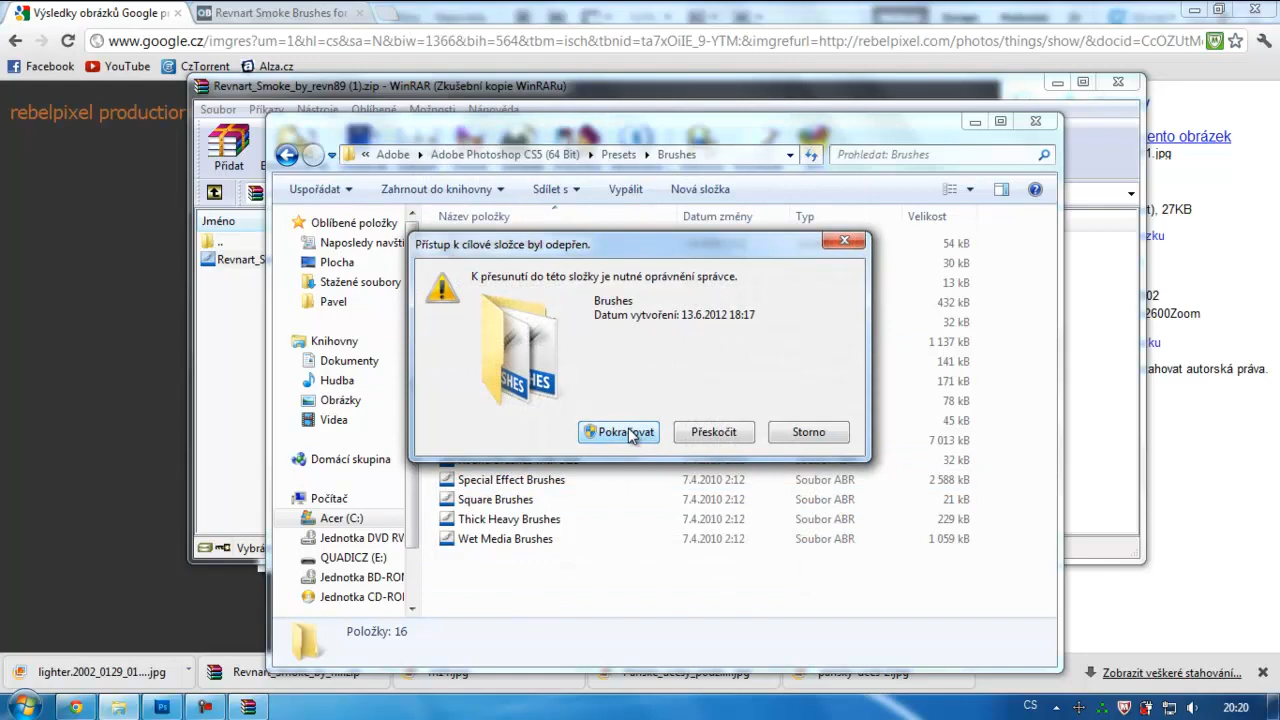 Výsledky obrázků Google p
Revnart Smoke Brushes for
www.google.cz/imgres?um=1&hl=cs&sa=N&biw=1366&bih=564&tbm=isch&tbnid=ta7xOiIE_9-YTM:&imgrefurl=http://rebelpixel.com/photos/things/show/&docid=CcOZUtM
Facebook YouTube CzTorrent Alza.cz
rebelpixel production
Revnart_Smoke_by_revn89 (1).zip - WinRAR (Zkušební kopie WinRARu)
Soubor Příkazy Nástroje Oblíbené Možnosti Nápověda
Přidat
Jméno
..
Revnart_S
Vybrá
ento obrázek
1.jpg
t), 27KB
zku
02
2600Zoom
ku
ahovat autorská práva.
Adobe Adobe Photoshop CS5 (64 Bit) Presets Brushes
Prohledat: Brushes
Uspořádat Zahrnout do knihovny Sdílet s Vypálit Nová složka
Název položky Datum změny Typ Velikost
Oblíbené položky
Naposledy navšti
Plocha
Stažené soubory
Pavel
Knihovny
Dokumenty
Hudba
Obrázky
Videa
Domácí skupina
Počítač
Acer (C:)
Jednotka DVD RV
QUADICZ (E:)
Jednotka BD-RON
Jednotka CD-RO
54 kB
30 kB
13 kB
432 kB
32 kB
1 137 kB
141 kB
171 kB
78 kB
45 kB
7 013 kB
32 kB
Special Effect Brushes 7.4.2010 2:12 Soubor ABR 2 588 kB
Square Brushes 7.4.2010 2:12 Soubor ABR 21 kB
Thick Heavy Brushes 7.4.2010 2:12 Soubor ABR 229 kB
Wet Media Brushes 7.4.2010 2:12 Soubor ABR 1 059 kB
Položky: 16
Přístup k cílové složce byl odepřen.
K přesunutí do této složky je nutné oprávnění správce.
Brushes
Datum vytvoření: 13.6.2012 18:17
Pokračovat Přeskočit Storno
lighter.2002_0129_01....jpg
Zobrazit veškeré stahování...
CS 20:20